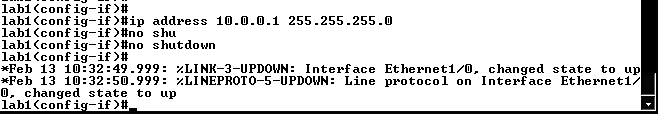 lab1(config-if)#
lab1(config-if)#ip address 10.0.0.1 255.255.255.0
lab1(config-if)#no shu
lab1(config-if)#no shutdown
lab1(config-if)#
*Feb 13 10:32:49.999: %LINK-3-UPDOWN: Interface Ethernet1/0, changed state to up
*Feb 13 10:32:50.999: %LINEPROTO-5-UPDOWN: Line protocol on Interface Ethernet1/
0, changed state to up
lab1(config-if)#_